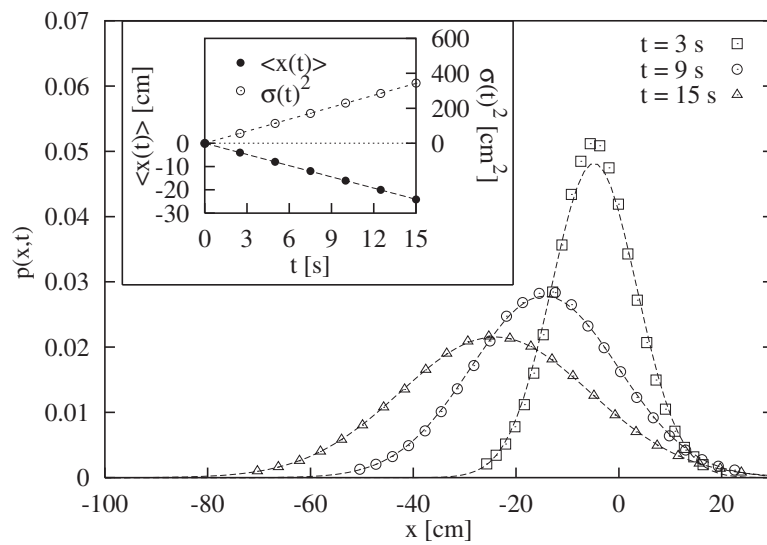 0.07
0.06
0.05
0.04
0.03
0.02
0.01
0
p(x,t)
-100
-80
-60
-40
-20
0
20
x [cm]
t = 3 s
t = 9 s
t = 15 s
<x(t)>
σ(t)²
<x(t)> [cm]
0
-10
-20
-30
0
3
6
9
12
15
t [s]
600
400
200
0
σ(t)² [cm²]